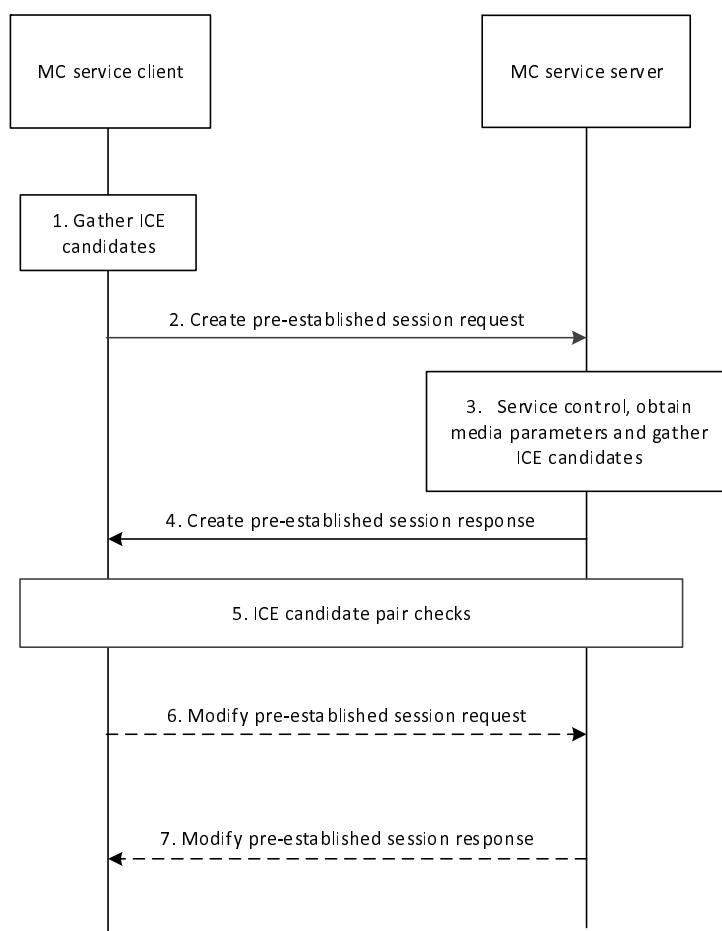 MC service client
MC service server
1. Gather ICE
candidates
2. Create pre-established session request
3. Service control, obtain
media parameters and gather
ICE candidates
4. Create pre-established session response
5. ICE candidate pair checks
6. Modify pre-established session request
7. Modify pre-established session response